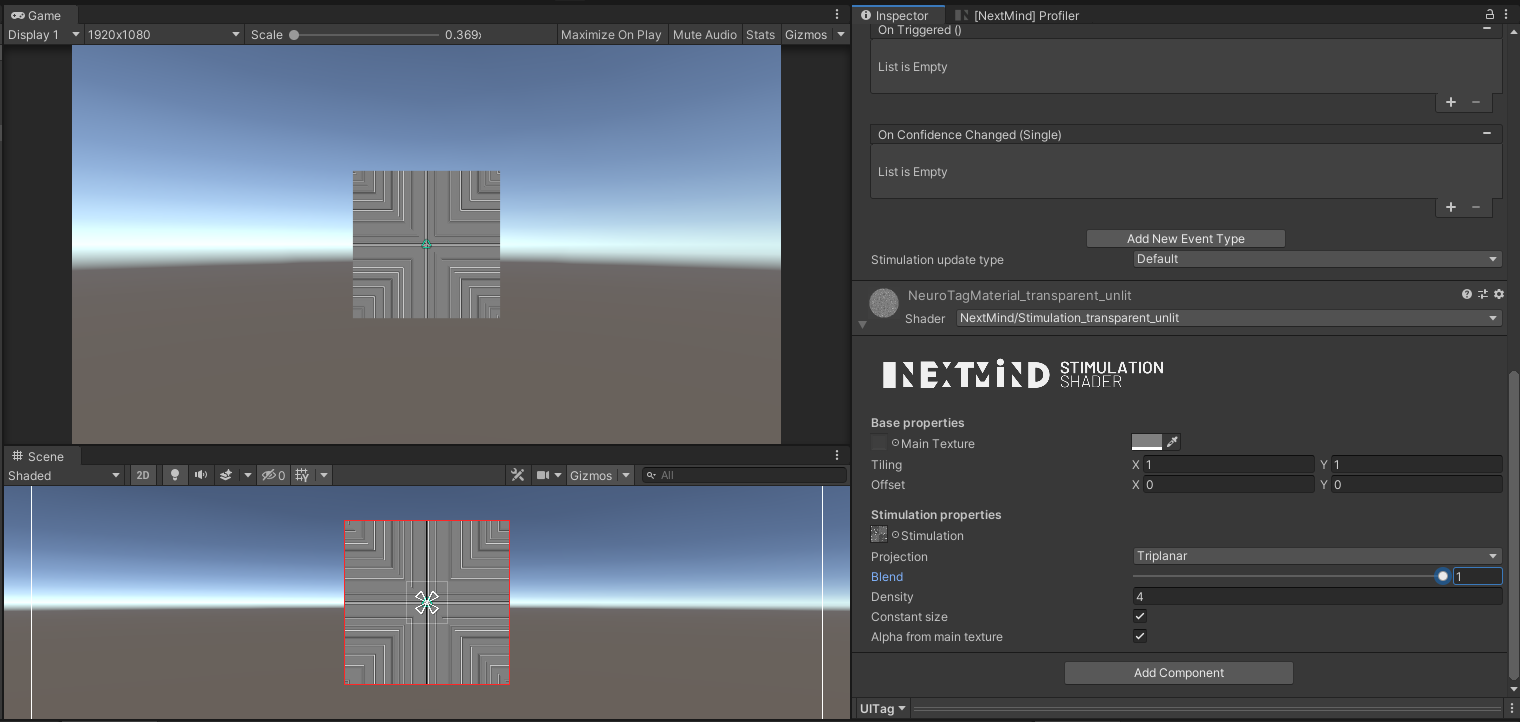 Game
Display 1 1920x1080 Scale 0.369x Maximize On Play Mute Audio Stats Gizmos
Scene
Shaded 2D 0 Gizmos All
Inspector [NextMind] Profiler
On Triggered ()
List is Empty
+ −
On Confidence Changed (Single)
List is Empty
+ −
Add New Event Type
Stimulation update type Default
NeuroTagMaterial_transparent_unlit
Shader NextMind/Stimulation_transparent_unlit
NEXTMIND STIMULATION
SHADER
Base properties
Main Texture
Tiling X 1 Y 1
Offset X 0 Y 0
Stimulation properties
Stimulation
Projection Triplanar
Blend 1
Density 4
Constant size
Alpha from main texture
Add Component
UITag